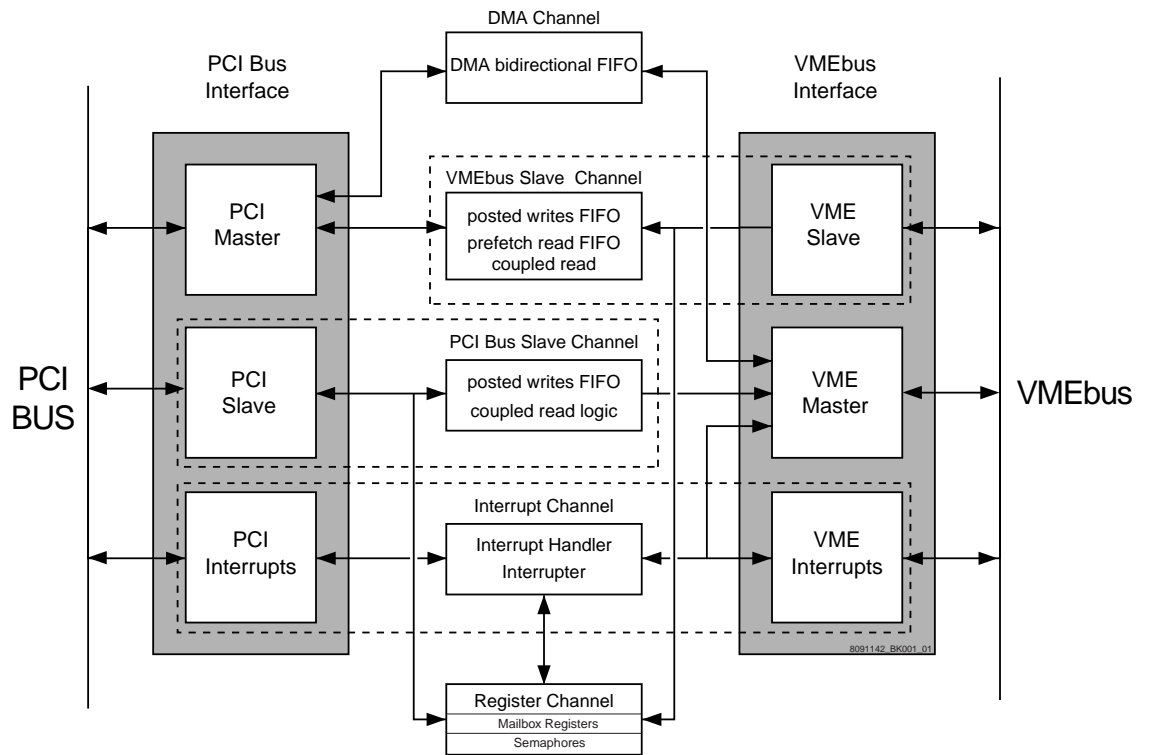 DMA Channel
DMA bidirectional FIFO
PCI Bus
Interface
VMEbus
Interface
VMEbus Slave Channel
PCI
Master
posted writes FIFO
prefetch read FIFO
coupled read
VME
Slave
PCI Bus Slave Channel
PCI
BUS
PCI
Slave
posted writes FIFO
coupled read logic
VME
Master
VMEbus
Interrupt Channel
PCI
Interrupts
Interrupt Handler
Interrupter
VME
Interrupts
8091142_BK001_01
Register Channel
Mailbox Registers
Semaphores